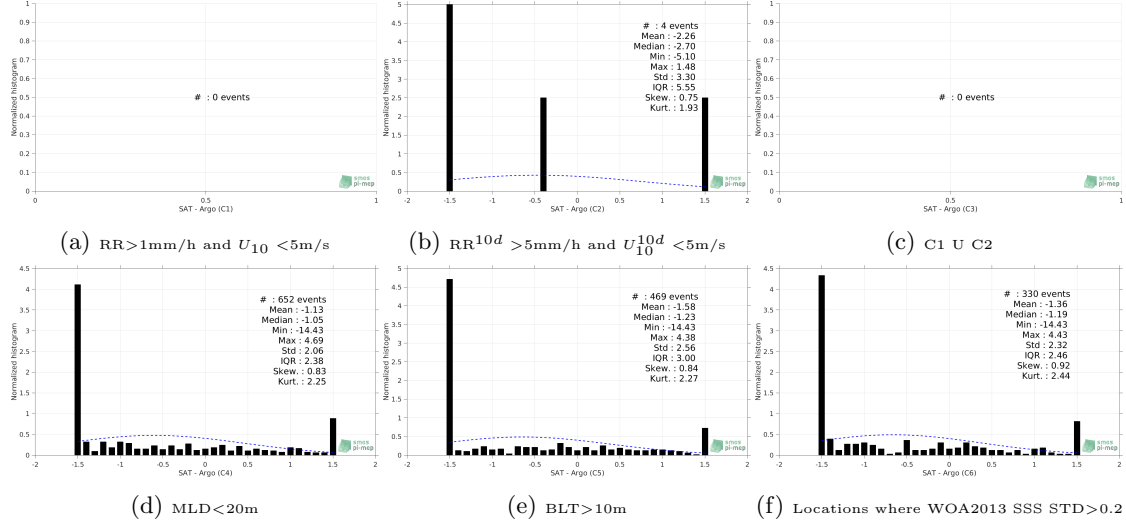 1
0.9
0.8
0.7
0.6
0.5
0.4
0.3
0.2
0.1
0
Normalized histogram
# : 0 events
smos
pi-mep
0 0.5 1
SAT - Argo (C1)
(a) RR>1mm/h and U10 <5m/s
5
4.5
4
3.5
3
2.5
2
1.5
1
0.5
0
Normalized histogram
# : 4 events
Mean : -2.26
Median : -2.70
Min : -5.10
Max : 1.48
Std : 3.30
IQR : 5.55
Skew. : 0.75
Kurt. : 1.93
smos
pi-mep
-2 -1.5 -1 -0.5 0 0.5 1 1.5 2
SAT - Argo (C2)
(b) RR10d >5mm/h and U10d10 <5m/s
1
0.9
0.8
0.7
0.6
0.5
0.4
0.3
0.2
0.1
0
Normalized histogram
# : 0 events
smos
pi-mep
0 0.5 1
SAT - Argo (C3)
(c) C1 U C2
4.5
4
3.5
3
2.5
2
1.5
1
0.5
0
Normalized histogram
# : 652 events
Mean : -1.13
Median : -1.05
Min : -14.43
Max : 4.69
Std : 2.06
IQR : 2.38
Skew. : 0.83
Kurt. : 2.25
smos
pi-mep
-2 -1.5 -1 -0.5 0 0.5 1 1.5 2
SAT - Argo (C4)
(d) MLD<20m
5
4.5
4
3.5
3
2.5
2
1.5
1
0.5
0
Normalized histogram
# : 469 events
Mean : -1.58
Median : -1.23
Min : -14.43
Max : 4.38
Std : 2.56
IQR : 3.00
Skew. : 0.84
Kurt. : 2.27
smos
pi-mep
-2 -1.5 -1 -0.5 0 0.5 1 1.5 2
SAT - Argo (C5)
(e) BLT>10m
4.5
4
3.5
3
2.5
2
1.5
1
0.5
0
Normalized histogram
# : 330 events
Mean : -1.36
Median : -1.19
Min : -14.43
Max : 4.43
Std : 2.32
IQR : 2.46
Skew. : 0.92
Kurt. : 2.44
smos
pi-mep
-2 -1.5 -1 -0.5 0 0.5 1 1.5 2
SAT - Argo (C6)
(f) Locations where WOA2013 SSS STD>0.2